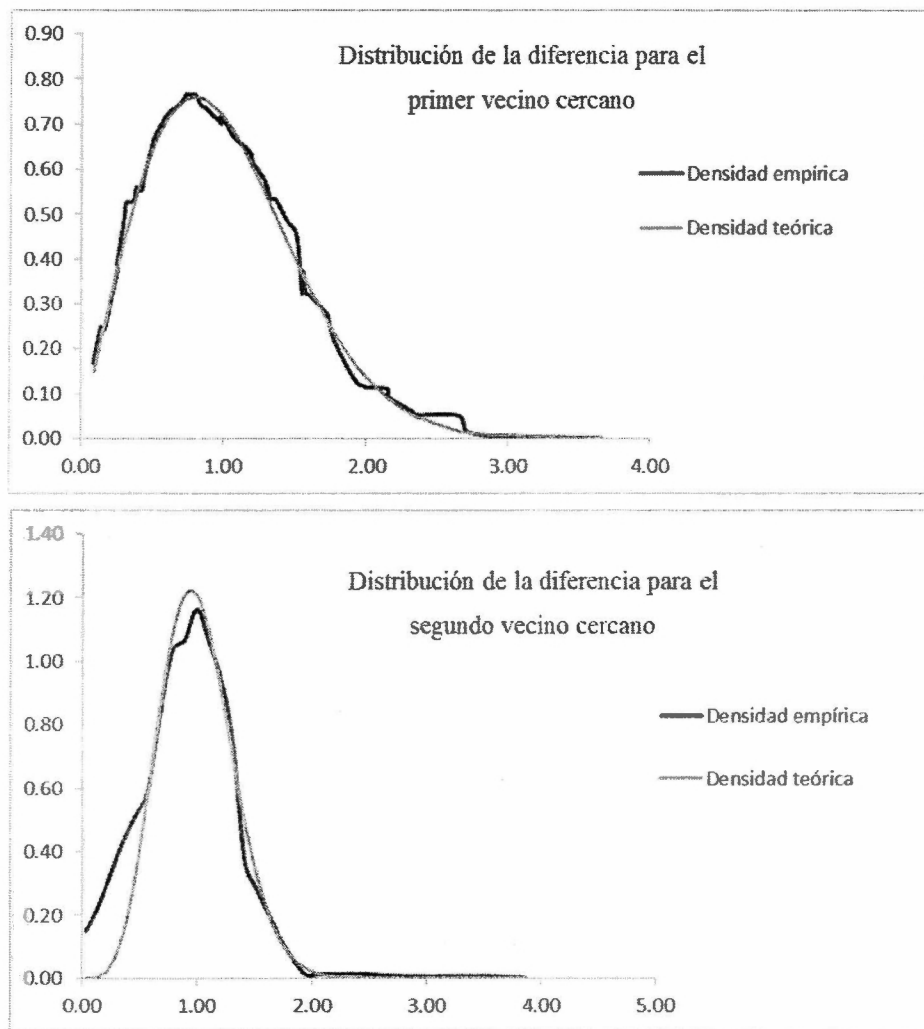 0.90
Distribución de la diferencia para el
primer vecino cercano
0.80
0.70
0.60
0.50
0.40
0.30
0.20
0.10
0.00
Densidad empírica
Densidad teórica
0.00 1.00 2.00 3.00 4.00
1.40
Distribución de la diferencia para el
segundo vecino cercano
1.20
1.00
0.80
0.60
0.40
0.20
0.00
Densidad empírica
Densidad teórica
0.00 1.00 2.00 3.00 4.00 5.00